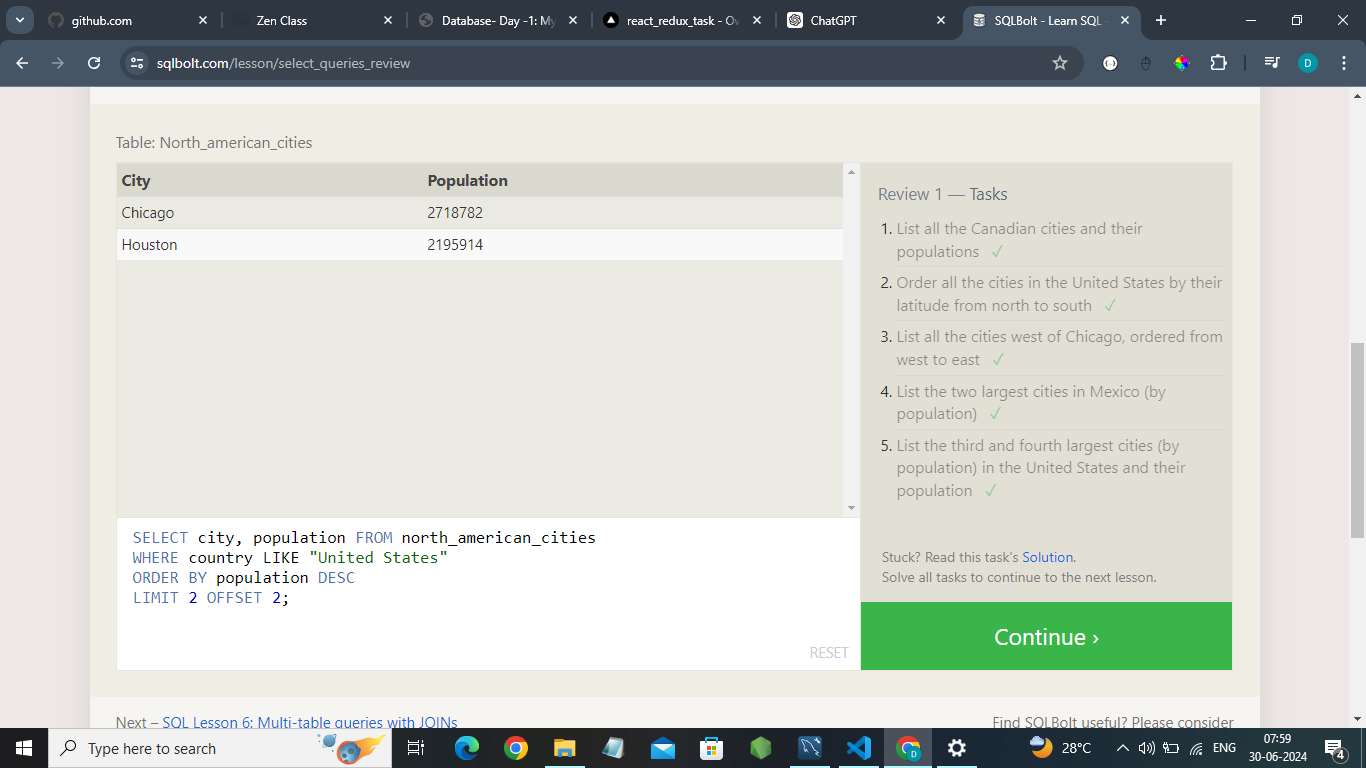 github.com
Zen Class
Database- Day -1: My
react_redux_task - Ov
ChatGPT
SQLBolt - Learn SQL -
sqlbolt.com/lesson/select_queries_review
D
Table: North_american_cities
City Population
Chicago 2718782
Houston 2195914
Review 1 — Tasks
1. List all the Canadian cities and their
populations ✓
2. Order all the cities in the United States by their
latitude from north to south ✓
3. List all the cities west of Chicago, ordered from
west to east ✓
4. List the two largest cities in Mexico (by
population) ✓
5. List the third and fourth largest cities (by
population) in the United States and their
population ✓
Stuck? Read this task's Solution.
Solve all tasks to continue to the next lesson.
Continue ›
SELECT city, population FROM north_american_cities
WHERE country LIKE "United States"
ORDER BY population DESC
LIMIT 2 OFFSET 2;
RESET
Next – SQL Lesson 6: Multi-table queries with JOINs
Find SQLBolt useful? Please consider
Type here to search
D
28°C
ENG
07:59
30-06-2024
4